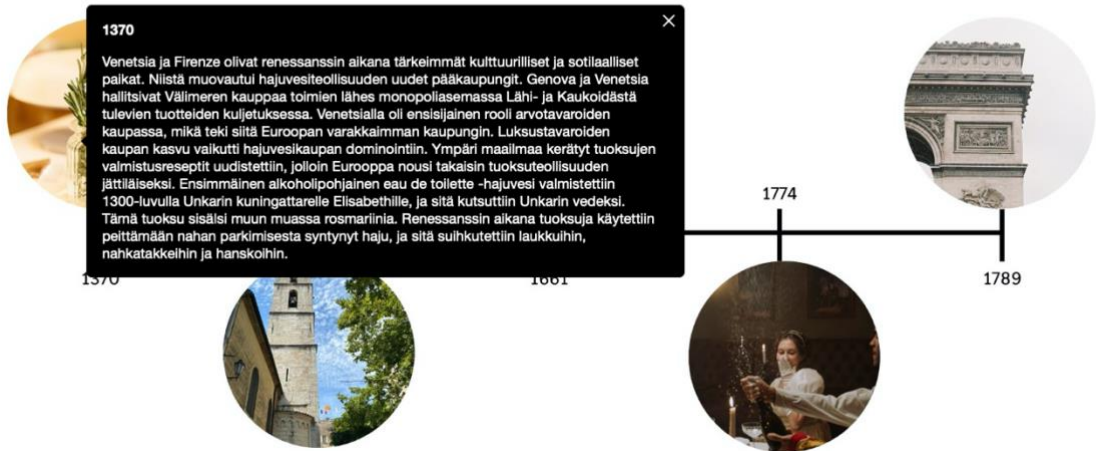 1370
Venetsia ja Firenze olivat renessanssin aikana tärkeimmät kulttuurilliset ja sotilaalliset
paikat. Niistä muovautui hajuvesiteollisuuden uudet pääkaupungit. Genova ja Venetsia
hallitsivat Välimeren kauppaa toimien lähes monopoliasemassa Lähi- ja Kaukoidästä
tulevien tuotteiden kuljetuksessa. Venetsialla oli ensisijainen rooli arvotavaroiden
kaupassa, mikä teki siitä Euroopan varakkaimman kaupungin. Luksustavaroiden
kaupan kasvu vaikutti hajuvesikaupan dominointiin. Ympäri maailmaa kerätyt tuoksujen
valmistusreseptit uudistettiin, jolloin Eurooppa nousi takaisin tuoksuteollisuuden
jättiläiseksi. Ensimmäinen alkoholipohjainen eau de toilette -hajuvesi valmistettiin
1300-luvulla Unkarin kuningattarelle Elisabethille, ja sitä kutsuttiin Unkarin vedeksi.
Tämä tuoksu sisälsi muun muassa rosmariinia. Renessanssin aikana tuoksuja käytettiin
peittämään nahan parkimisesta syntynyt haju, ja sitä suihkutettiin laukkuihin,
nahkatakkeihin ja hanskoihin.
1774
1370
1661
1789